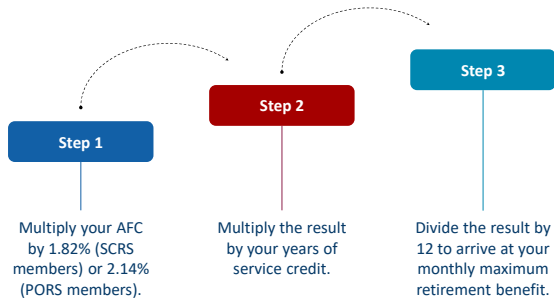 Step 1
Multiply your AFC
by 1.82% (SCRS
members) or 2.14%
(PORS members).
Step 2
Multiply the result
by your years of
service credit.
Step 3
Divide the result by
12 to arrive at your
monthly maximum
retirement benefit.